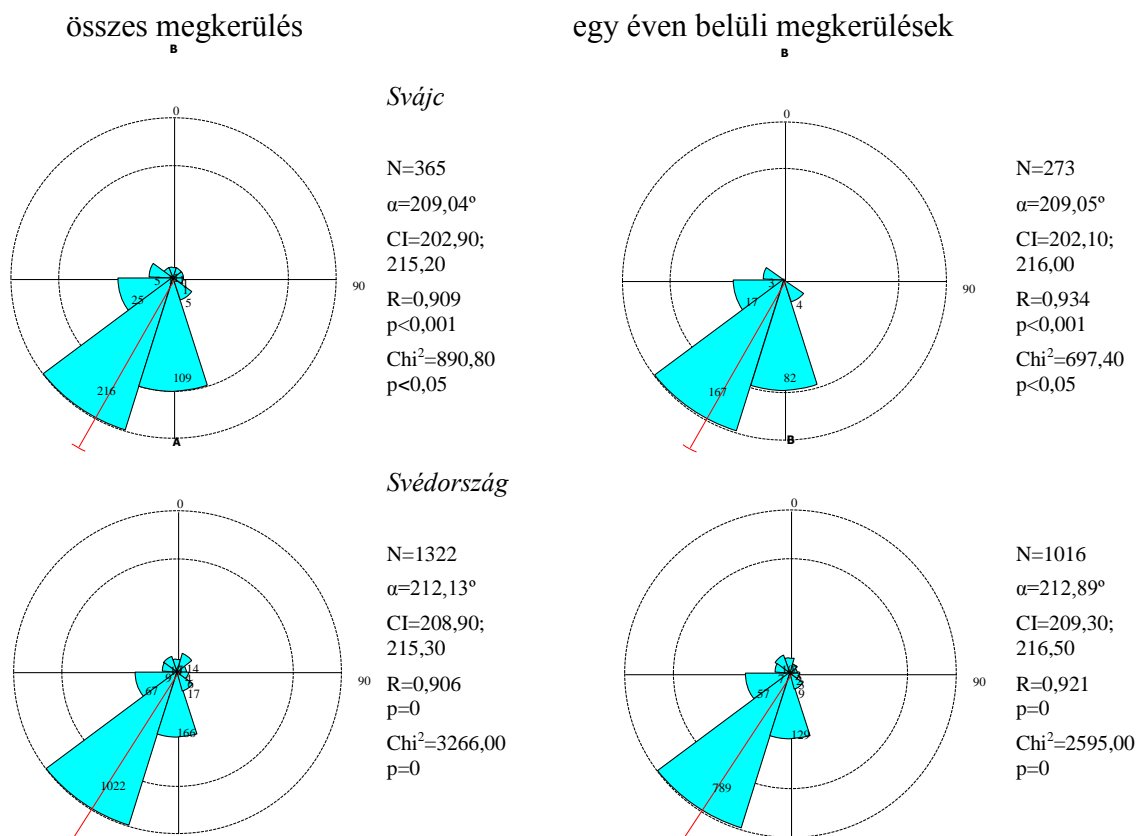 összes megkerülés
egy éven belüli megkerülések
B
B
Svájc
0
90
5
25
1
5
216
109
A
N=365
α=209,04º
CI=202,90;
215,20
R=0,909
p<0,001
Chi²=890,80
p<0,05
90
3
17
4
167
82
B
N=273
α=209,05º
CI=202,10;
216,00
R=0,934
p<0,001
Chi²=697,40
p<0,05
Svédország
0
14
90
9
67
17
166
1022
N=1322
α=212,13º
CI=208,90;
215,30
R=0,906
p=0
Chi²=3266,00
p=0
0
90
7
57
9
129
789
N=1016
α=212,89º
CI=209,30;
216,50
R=0,921
p=0
Chi²=2595,00
p=0